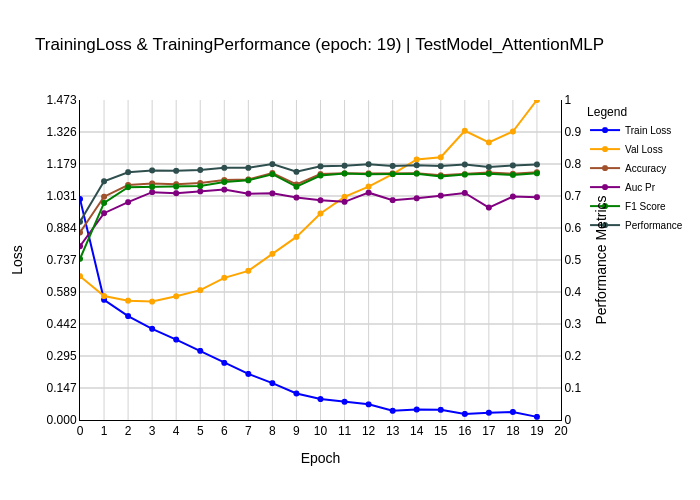 TrainingLoss & TrainingPerformance (epoch: 19) | TestModel_AttentionMLP
1.473
1.326
1.179
1.031
0.884
0.737
0.589
0.442
0.295
0.147
0.000
Loss
0 1 2 3 4 5 6 7 8 9 10 11 12 13 14 15 16 17 18 19 20
Epoch
1
0.9
0.8
0.7
0.6
0.5
0.4
0.3
0.2
0.1
0
Performance Metrics
Legend
Train Loss
Val Loss
Accuracy
Auc Pr
F1 Score
Performance